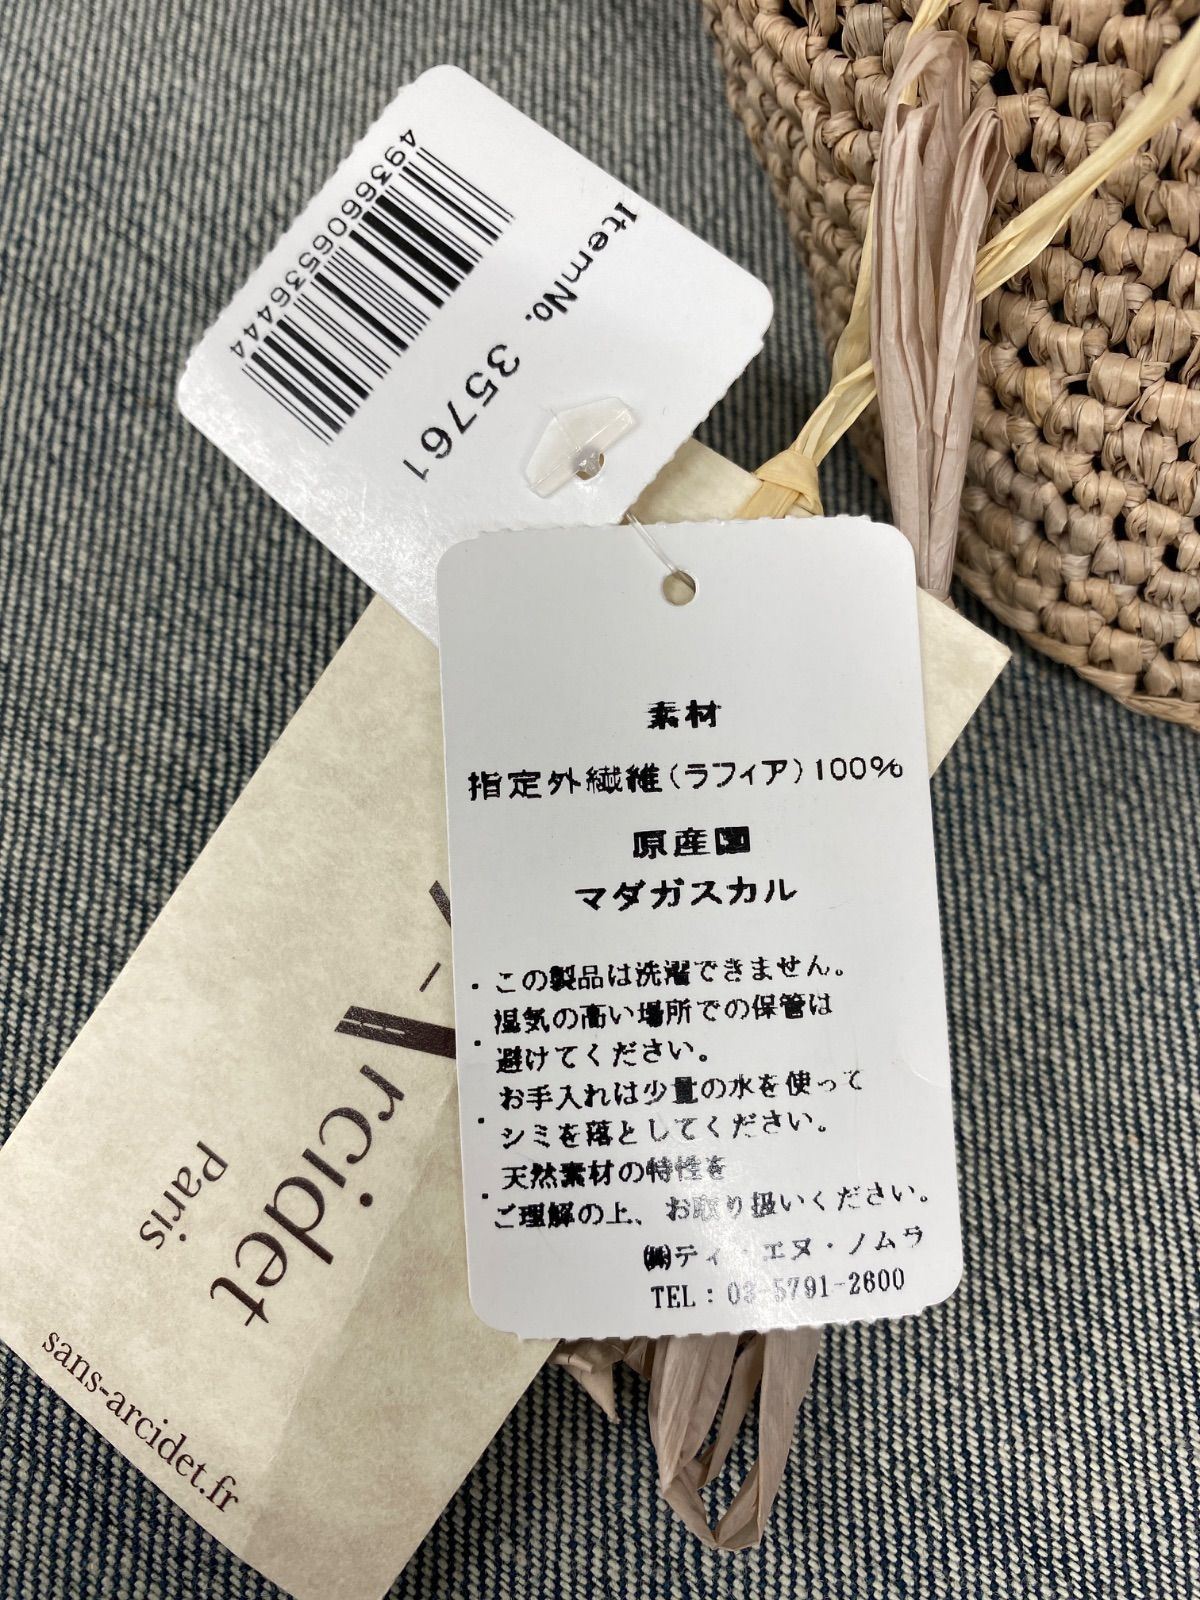 4936606536444
ItemNo. 35761
素材
指定外繊維(ラフィア)100%
原産国
マダガスカル
・この製品は洗濯できません。
湿気の高い場所での保管は
・避けてください。
お手入れは少量の水を使って
・シミを落としてください。
天然素材の特性を
・ご理解の上、お取り扱いください。
㈱ティ・エヌ・ノムラ
TEL: 03-5791-2600
Arcidet
Paris
sans-arcidet.fr